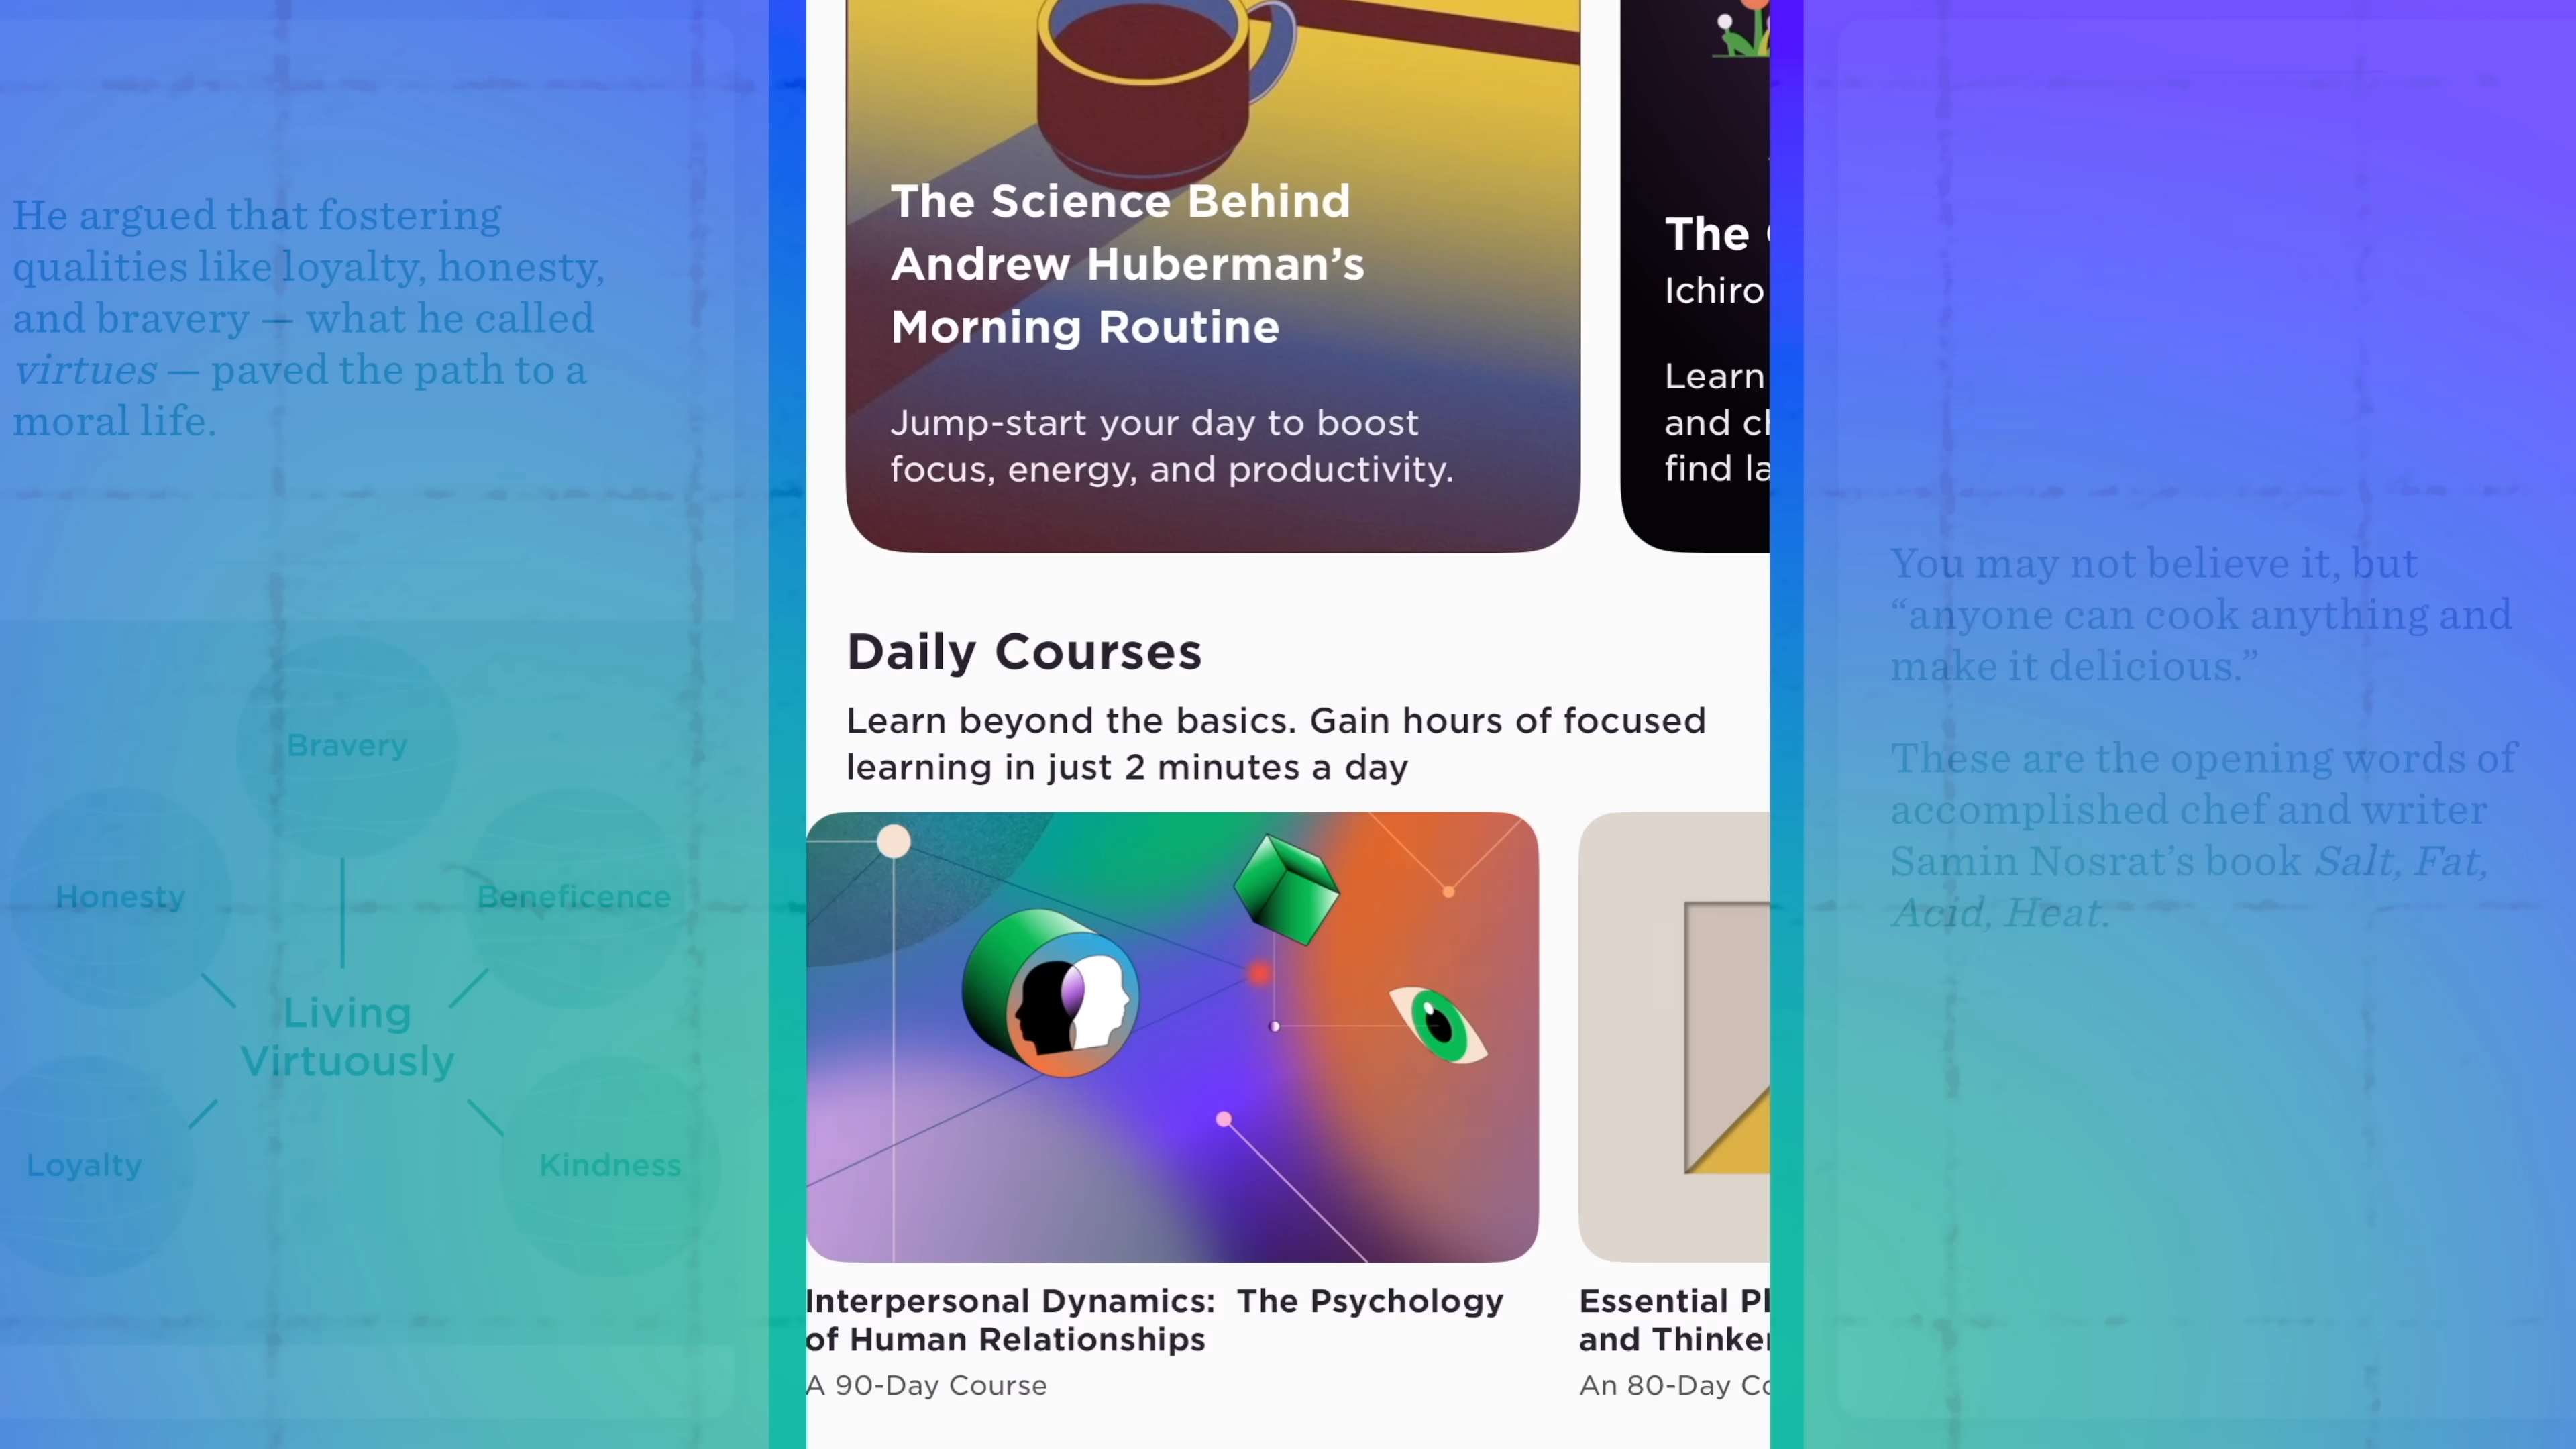 He argued that fostering
qualities like loyalty, honesty,
and bravery — what he called
virtues — paved the path to a
moral life.
Bravery
Honesty
Beneficence
Living
Virtuously
Loyalty
Kindness
The Science Behind
Andrew Huberman’s
Morning Routine
Jump-start your day to boost
focus, energy, and productivity.
The
Ichiro
Learn
and
find
Daily Courses
Learn beyond the basics. Gain hours of focused
learning in just 2 minutes a day
Interpersonal Dynamics: The Psychology
of Human Relationships
A 90-Day Course
Essential
and
An 80-Day
You may not believe it, but
“anyone can cook anything and
make it delicious.”
These are the opening words of
accomplished chef and writer
Samin Nosrat’s book Salt, Fat,
Acid, Heat.